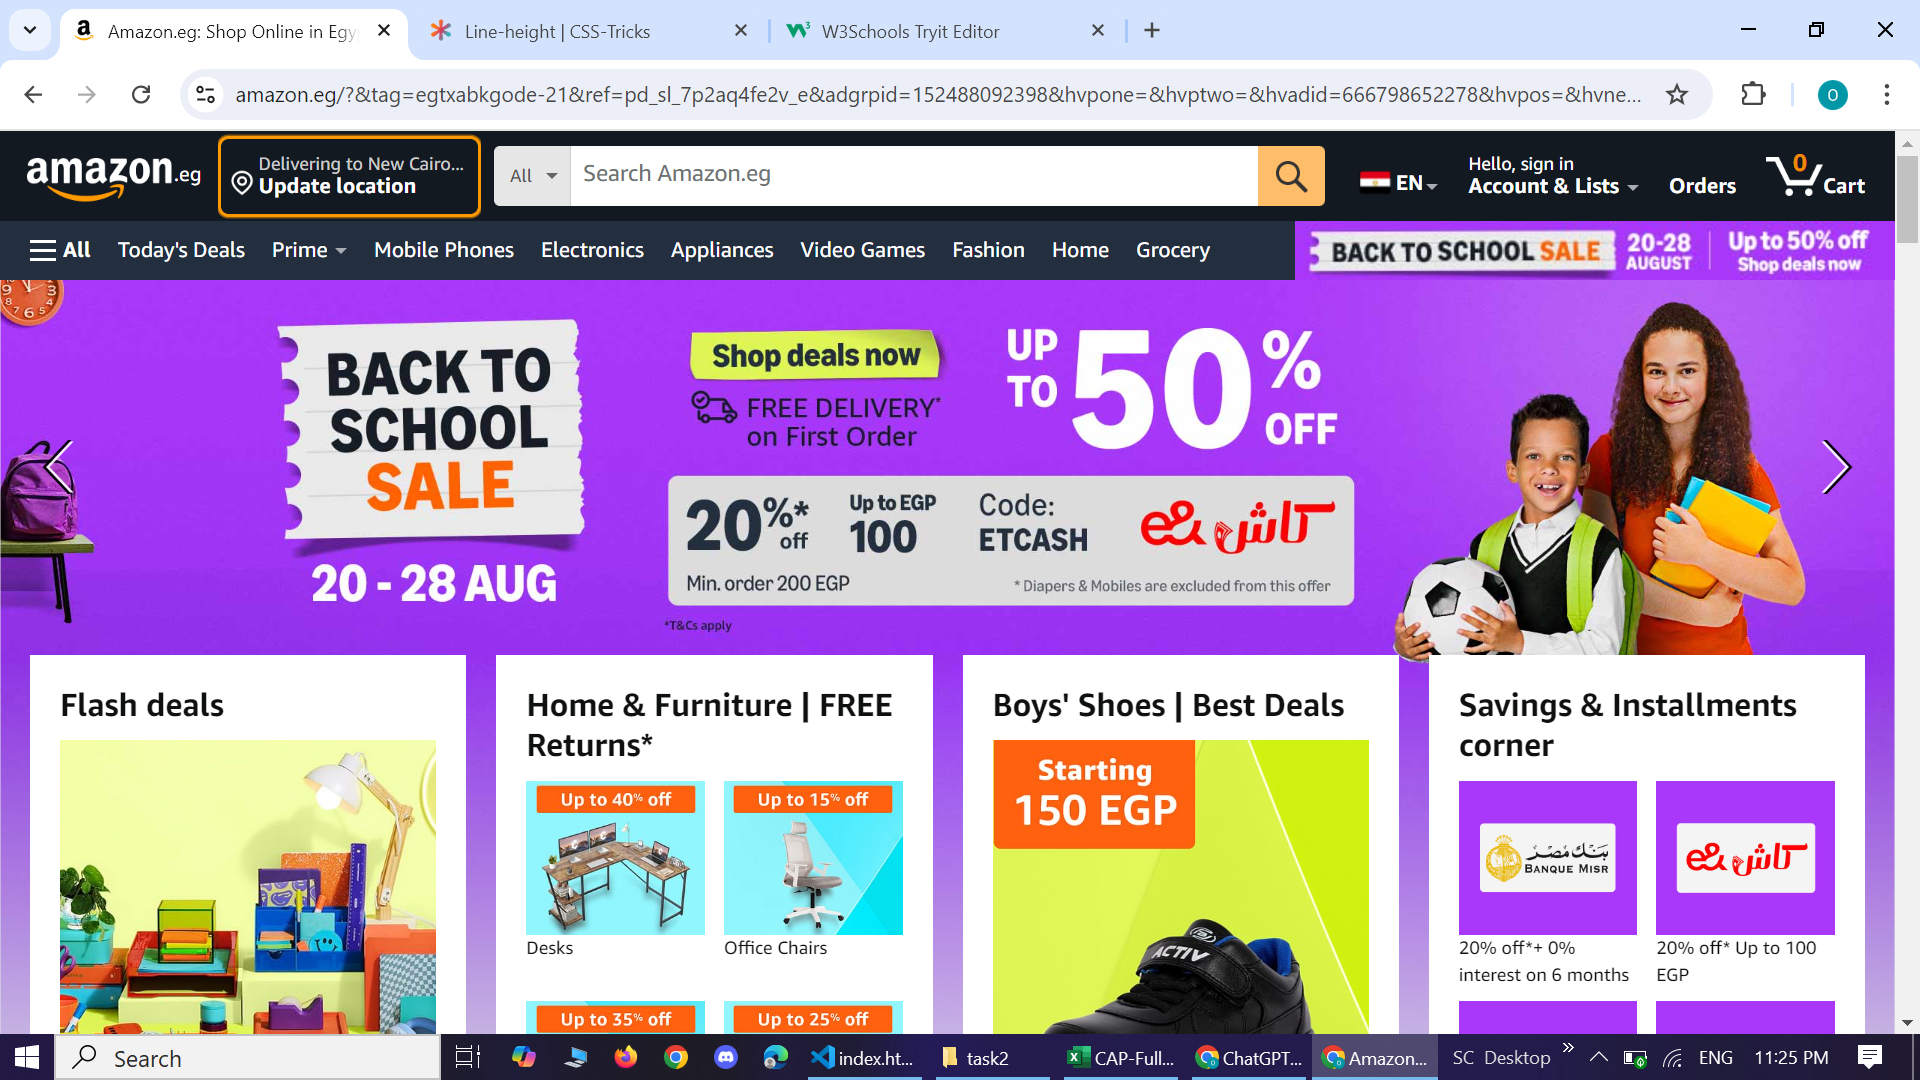 Amazon.eg: Shop Online in Egy
Line-height | CSS-Tricks
W3Schools Tryit Editor
amazon.eg/?&tag=egtxabkgode-21&ref=pd_sl_7p2aq4fe2v_e&adgrpid=152488092398&hvpone=&hvptwo=&hvadid=666798652278&hvpos=&hvne...
O
amazon.eg
Delivering to New Cairo...
Update location
All
Search Amazon.eg
EN
Hello, sign in
Account & Lists
Orders
0
Cart
All
Today's Deals
Prime
Mobile Phones
Electronics
Appliances
Video Games
Fashion
Home
Grocery
BACK TO SCHOOL SALE
20-28
AUGUST
Up to 50% off
Shop deals now
BACK TO
SCHOOL
SALE
20 - 28 AUG
Shop deals now
FREE DELIVERY*
on First Order
UP
TO
50%
OFF
20%*
off
Up to EGP
100
Code:
ETCASH
e& كاش
Min. order 200 EGP
* Diapers & Mobiles are excluded from this offer
*T&Cs apply
Flash deals
Home & Furniture | FREE
Returns*
Up to 40% off
Up to 15% off
Desks
Office Chairs
Up to 35% off
Up to 25% off
Boys' Shoes | Best Deals
Starting
150 EGP
ACTIV
Savings & Installments
corner
بنك مصر
BANQUE MISR
e& كاش
20% off*+ 0%
interest on 6 months
20% off* Up to 100
EGP
Search
index.ht...
task2
CAP-Full...
ChatGPT...
Amazon...
SC Desktop
ENG
11:25 PM